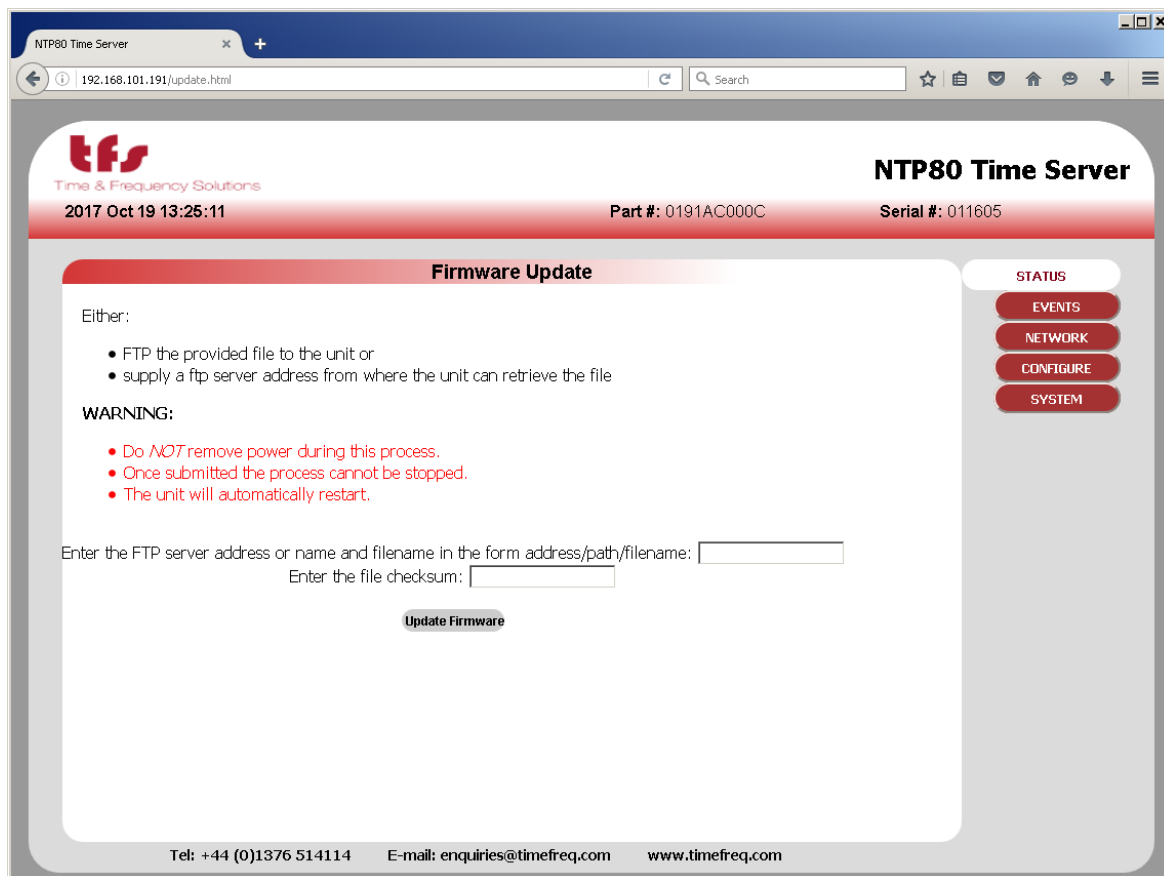 NTP80 Time Server
192.168.101.191/update.html
Search
tfs
Time & Frequency Solutions
NTP80 Time Server
2017 Oct 19 13:25:11
Part #: 0191AC000C
Serial #: 011605
Firmware Update
Either:
• FTP the provided file to the unit or
• supply a ftp server address from where the unit can retrieve the file
WARNING:
• Do NOT remove power during this process.
• Once submitted the process cannot be stopped.
• The unit will automatically restart.
Enter the FTP server address or name and filename in the form address/path/filename:
Enter the file checksum:
Update Firmware
STATUS
EVENTS
NETWORK
CONFIGURE
SYSTEM
Tel: +44 (0)1376 514114 E-mail: enquiries@timefreq.com www.timefreq.com